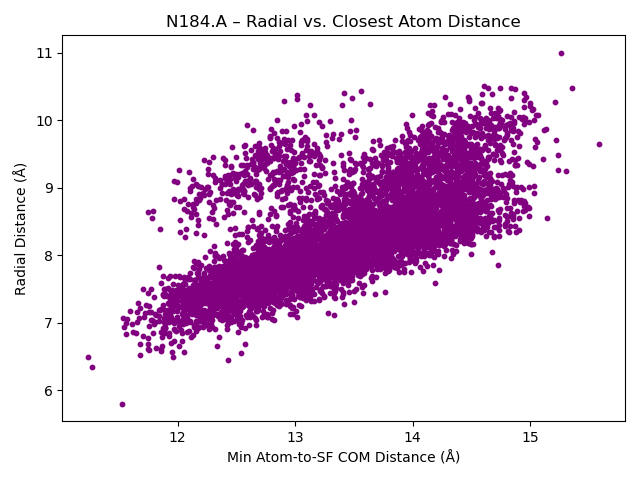 N184.A – Radial vs. Closest Atom Distance
11
10
9
8
7
6
Radial Distance (Å)
12 13 14 15
Min Atom-to-SF COM Distance (Å)